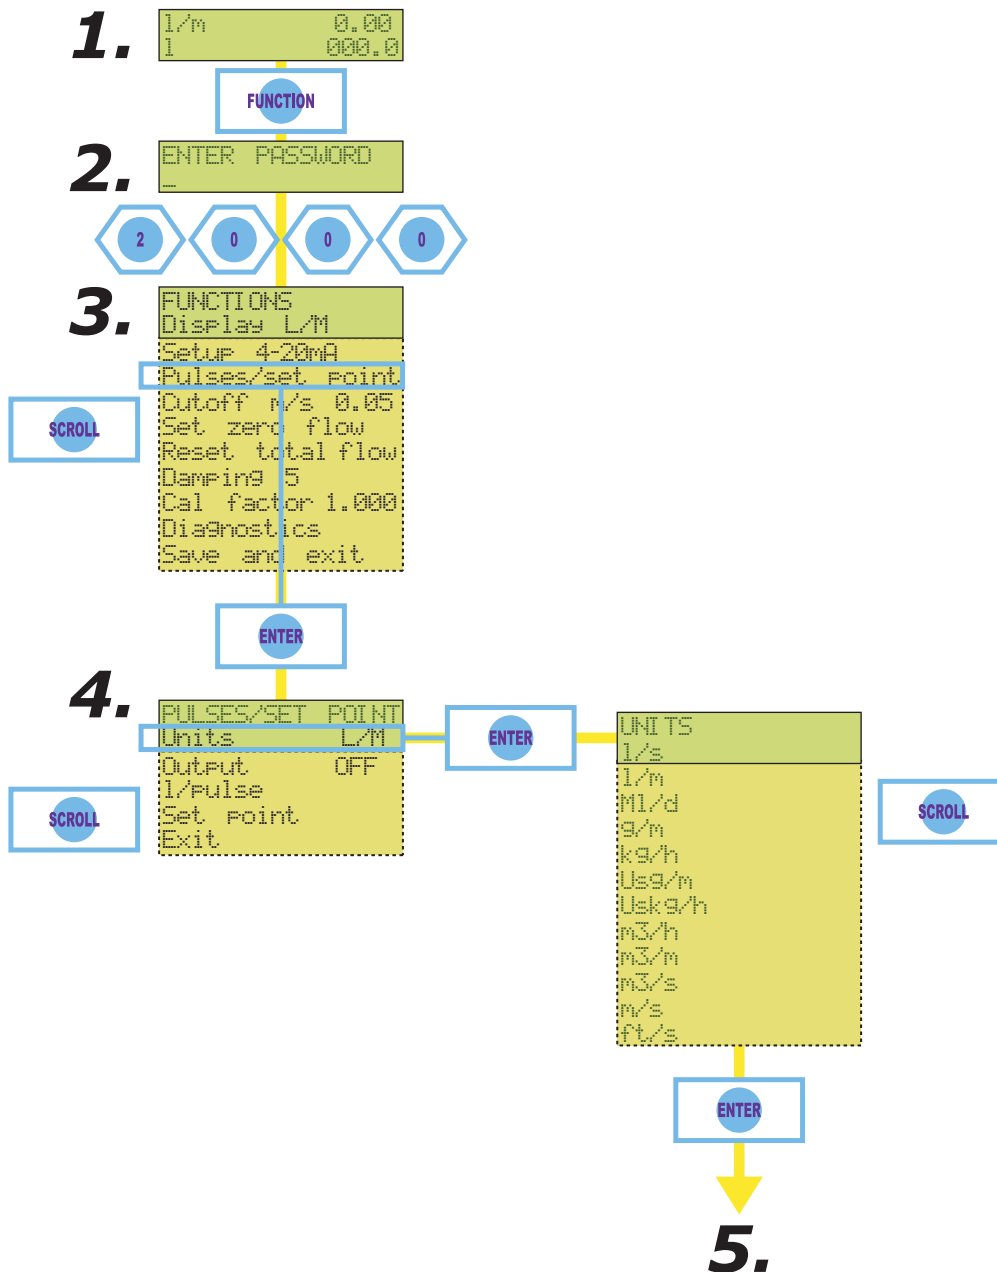 1.
l/m 0.00
l 000.0
FUNCTION
2.
ENTER PASSWORD
_
2 0 0 0
3.
FUNCTIONS
Display L/M
Setup 4-20mA
Pulses/set point
Cutoff m/s 0.05
Set zero flow
Reset total flow
Damping 5
Cal factor 1.000
Diagnostics
Save and exit
SCROLL
ENTER
4.
PULSES/SET POINT
Units L/M
Output OFF
l/pulse
Set point
Exit
SCROLL
ENTER
UNITS
l/s
l/m
Ml/d
g/m
kg/h
Usg/m
Uskg/h
m3/h
m3/m
m3/s
m/s
ft/s
SCROLL
ENTER
5.